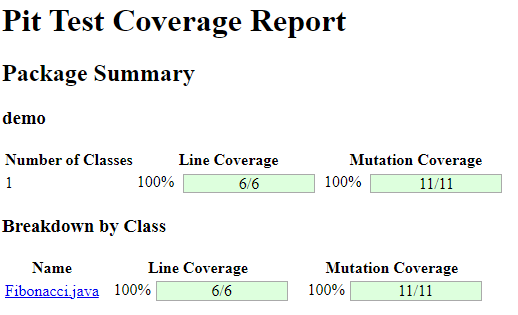 Pit Test Coverage Report
Package Summary
demo
Number of Classes Line Coverage Mutation Coverage
1 100% 6/6 100% 11/11
Breakdown by Class
Name Line Coverage Mutation Coverage
Fibonacci.java 100% 6/6 100% 11/11